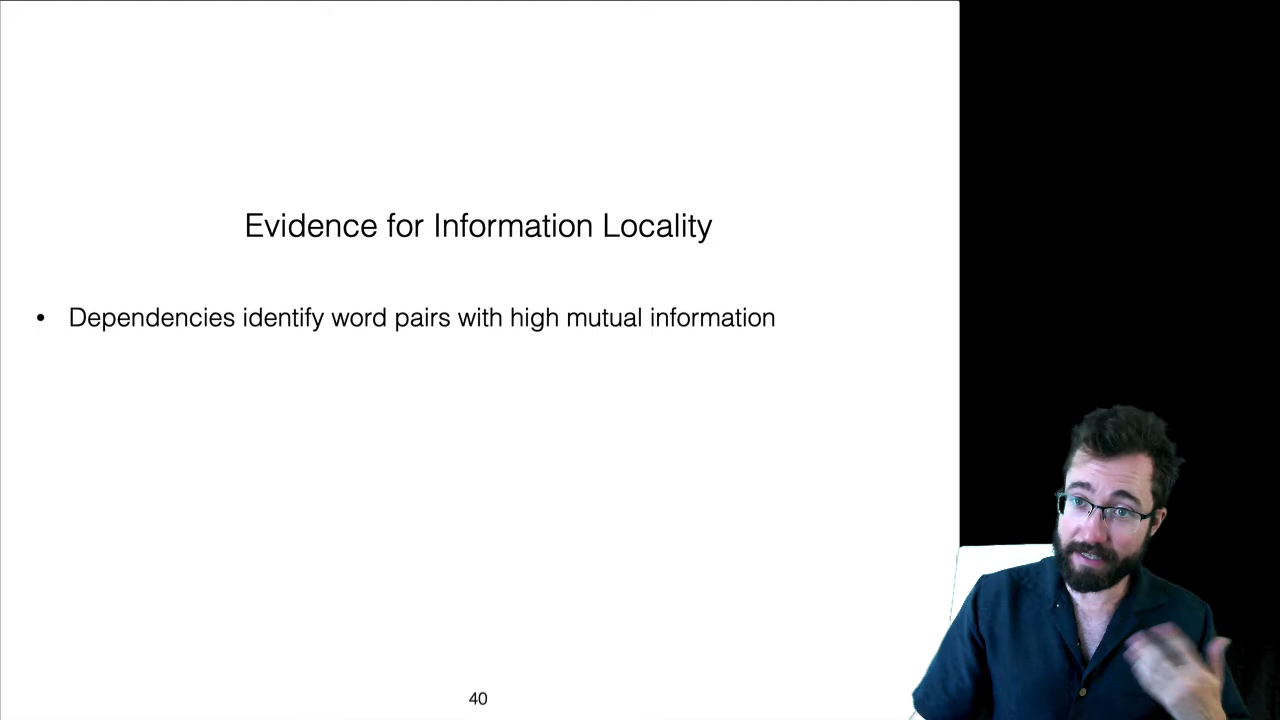 Evidence for Information Locality
• Dependencies identify word pairs with high mutual information
40